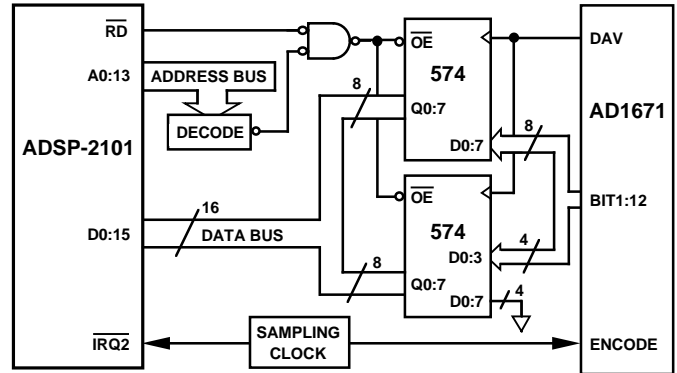 RD
A0:13
ADDRESS BUS
DECODE
ADSP-2101
D0:15
16
DATA BUS
IRQ2
SAMPLING
CLOCK
8
8
OE
574
Q0:7
D0:7
OE
574
D0:3
Q0:7
D0:7
8
4
4
DAV
AD1671
BIT1:12
ENCODE